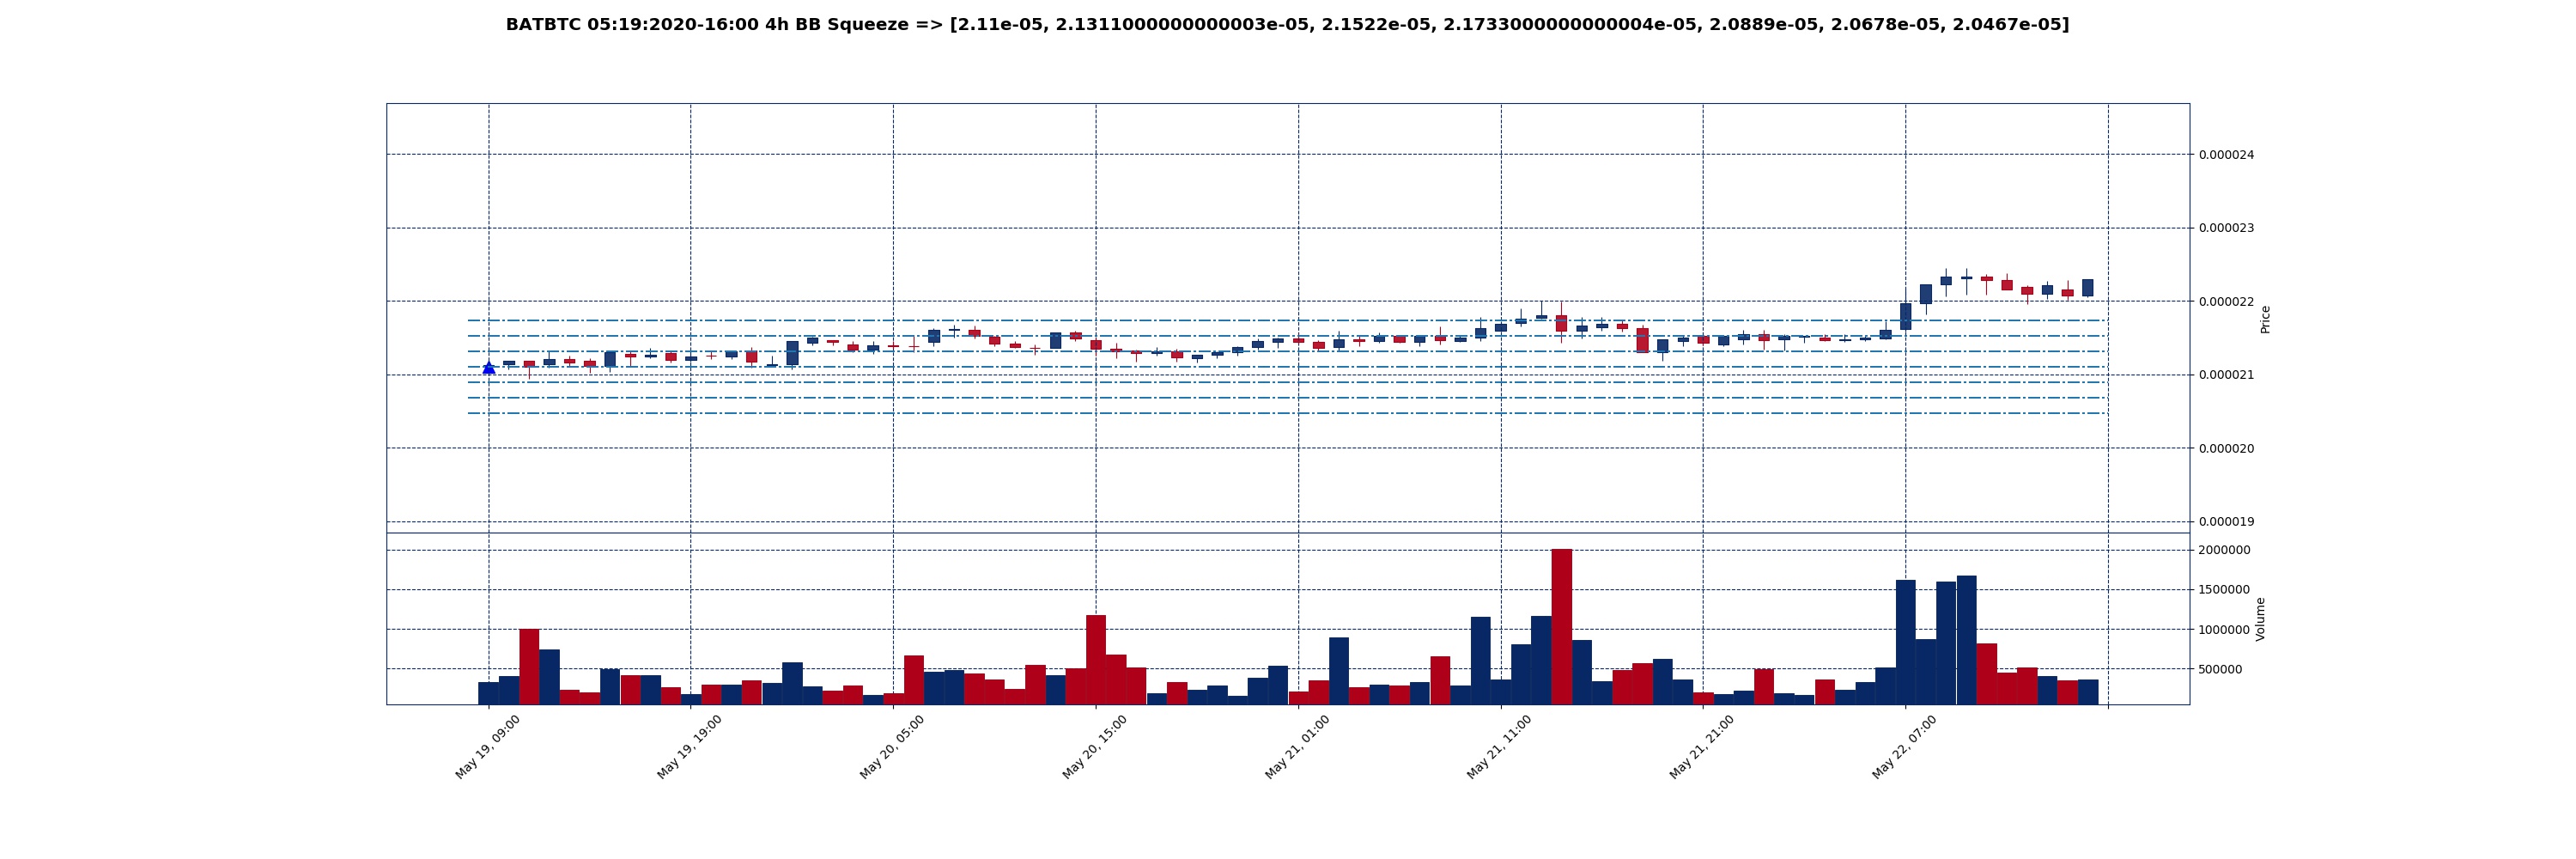 BATBTC 05:19:2020-16:00 4h BB Squeeze => [2.11e-05, 2.1311000000000003e-05, 2.1522e-05, 2.1733000000000004e-05, 2.0889e-05, 2.0678e-05, 2.0467e-05]
0.000024
0.000023
0.000022
Price
0.000021
0.000020
0.000019
2000000
1500000
Volume
1000000
500000
May 19, 09:00
May 19, 19:00
May 20, 05:00
May 20, 15:00
May 21, 01:00
May 21, 11:00
May 21, 21:00
May 22, 07:00